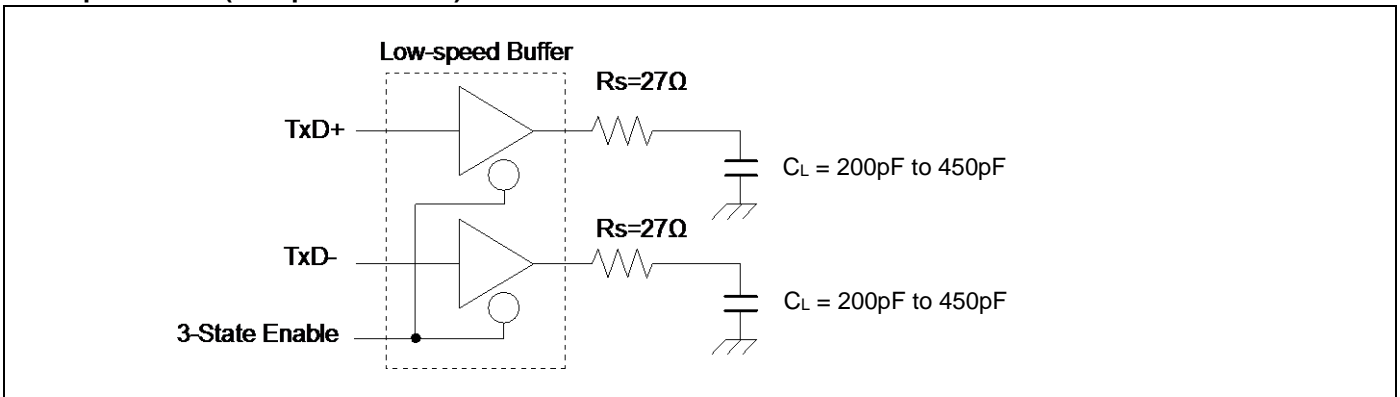 Low-speed Buffer
Rs=27Ω
TxD+
CL = 200pF to 450pF
Rs=27Ω
TxD-
CL = 200pF to 450pF
3-State Enable